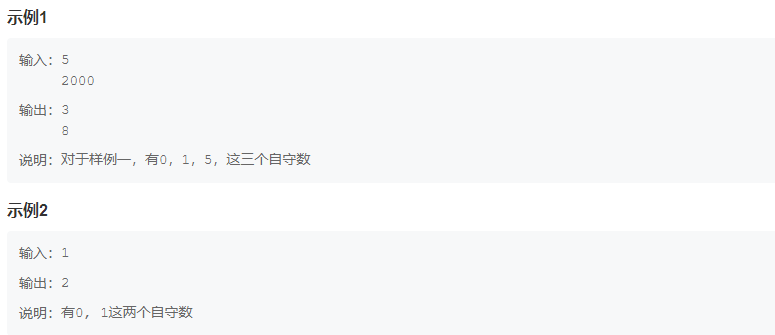 示例1
输入：5
2000
输出：3
8
说明：对于样例一，有0，1，5，这三个自守数
示例2
输入：1
输出：2
说明：有0, 1这两个自守数